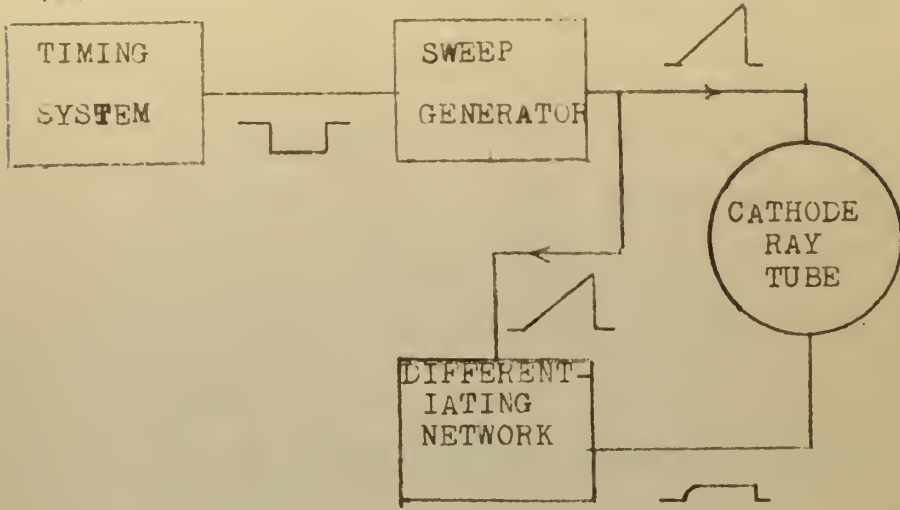 TIMING
SYSTEM
SWEEP
GENERATOR
CATHODE
RAY
TUBE
DIFFERENT-
IATING
NETWORK